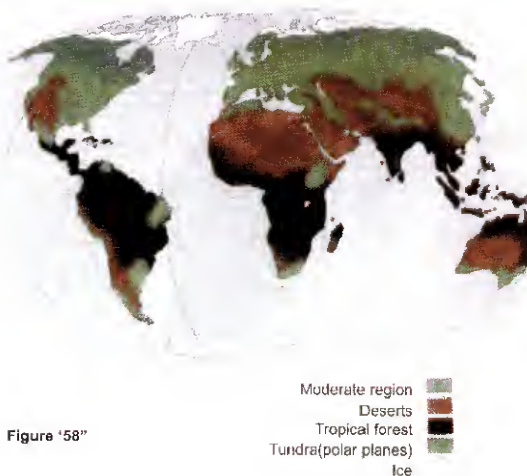 Moderate region
Deserts
Tropical forest
Tundra(polar planes)
Ice
Figure '58"